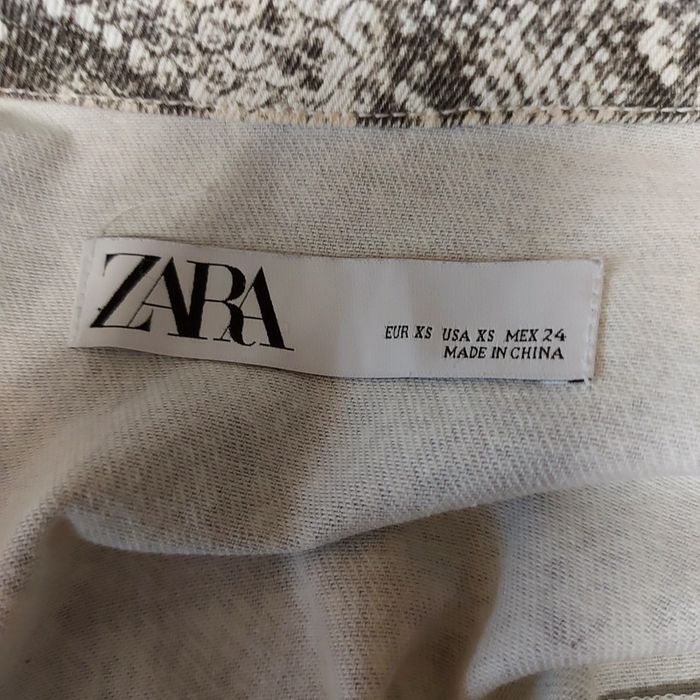 ZARA
EUR XS USA XS MEX 24
MADE IN CHINA